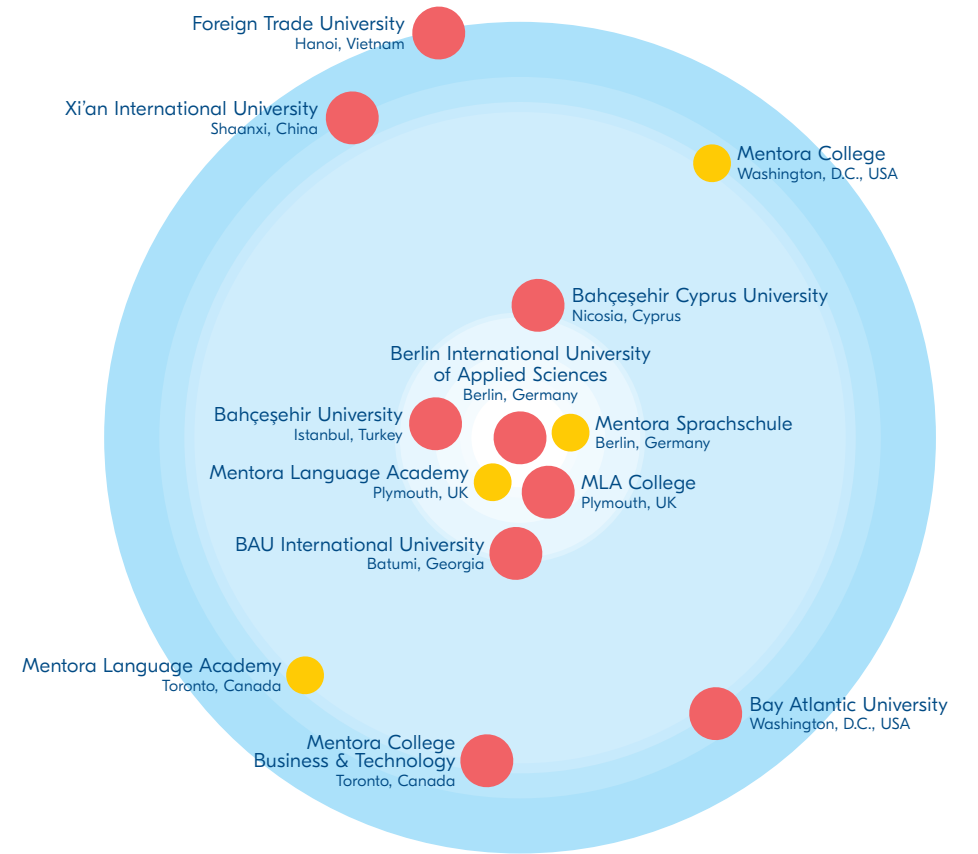 Foreign Trade University
Hanoi, Vietnam
Xi’an International University
Shaanxi, China
Mentora College
Washington, D.C., USA
Bahçeşehir Cyprus University
Nicosia, Cyprus
Berlin International University
of Applied Sciences
Berlin, Germany
Bahçeşehir University
Istanbul, Turkey
Mentora Sprachschule
Berlin, Germany
Mentora Language Academy
Plymouth, UK
MLA College
Plymouth, UK
BAU International University
Batumi, Georgia
Mentora Language Academy
Toronto, Canada
Bay Atlantic University
Washington, D.C., USA
Mentora College
Business & Technology
Toronto, Canada